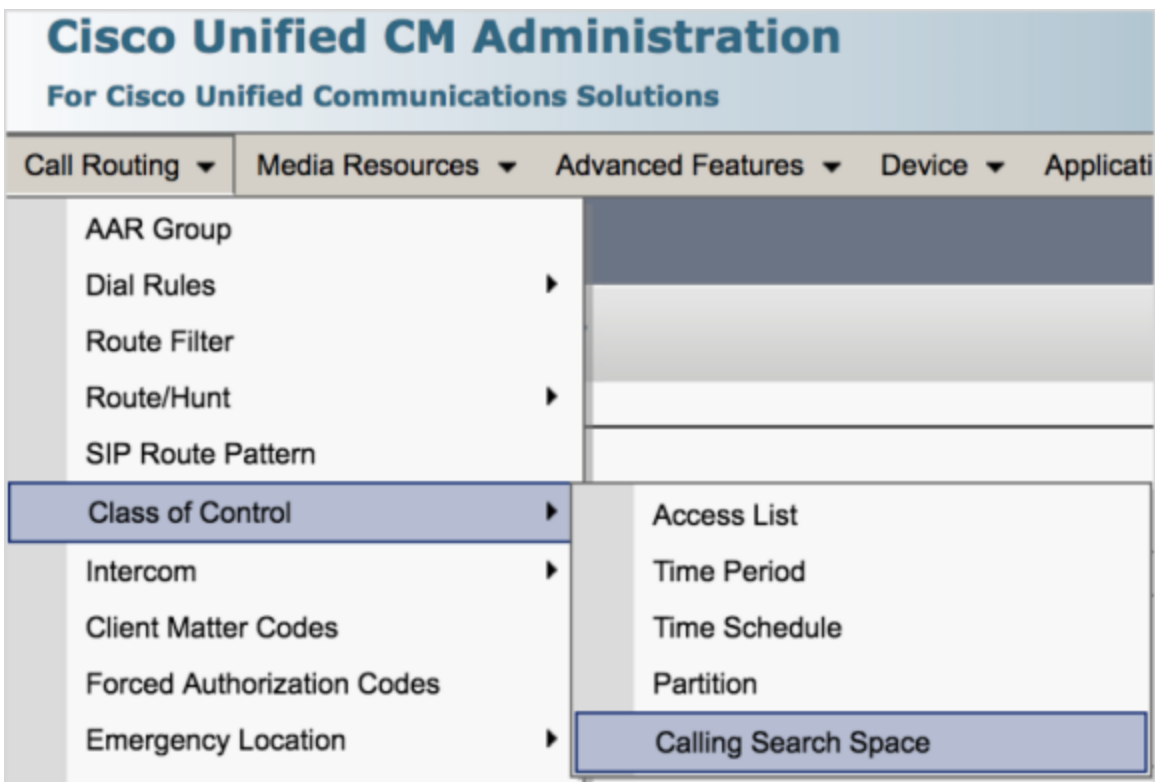 Cisco Unified CM Administration
For Cisco Unified Communications Solutions
Call Routing Media Resources Advanced Features Device Applicati
AAR Group
Dial Rules
Route Filter
Route/Hunt
SIP Route Pattern
Class of Control
Intercom
Client Matter Codes
Forced Authorization Codes
Emergency Location
Access List
Time Period
Time Schedule
Partition
Calling Search Space